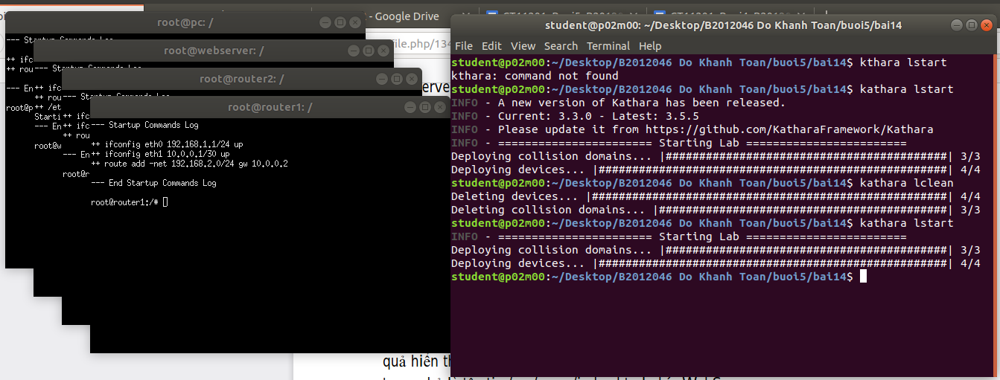 - Google Drive
root@pc: /
--- Startup Commands Log
++ ifc
++ rou
--- En
root@p
root@webserver: /
--- Startup Commands Log
++ ifc
++ rou
++ /et
Starti
--- En
root@w
root@router2: /
--- Startup Commands Log
++ ifc
++ rou
--- En
root@r
root@router1: /
--- Startup Commands Log
++ ifconfig eth0 192.168.1.1/24 up
++ ifconfig eth1 10.0.0.1/30 up
++ route add -net 192.168.2.0/24 gw 10.0.0.2
--- End Startup Commands Log
root@router1:/#
file.php/134
erve
quả hiển th
student@p02m00: ~/Desktop/B2012046 Do Khanh Toan/buoi5/bai14
File Edit View Search Terminal Help
student@p02m00:~/Desktop/B2012046 Do Khanh Toan/buoi5/bai14$ kthara lstart
kthara: command not found
student@p02m00:~/Desktop/B2012046 Do Khanh Toan/buoi5/bai14$ kathara lstart
INFO - A new version of Kathara has been released.
INFO - Current: 3.3.0 - Latest: 3.5.5
INFO - Please update it from https://github.com/KatharaFramework/Kathara
INFO - ======================= Starting Lab ========================
Deploying collision domains... |##########################################| 3/3
Deploying devices... |####################################################| 4/4
student@p02m00:~/Desktop/B2012046 Do Khanh Toan/buoi5/bai14$ kathara lclean
Deleting devices... |#####################################################| 4/4
Deleting collision domains... |###########################################| 3/3
student@p02m00:~/Desktop/B2012046 Do Khanh Toan/buoi5/bai14$ kathara lstart
INFO - ======================= Starting Lab ========================
Deploying collision domains... |##########################################| 3/3
Deploying devices... |####################################################| 4/4
student@p02m00:~/Desktop/B2012046 Do Khanh Toan/buoi5/bai14$